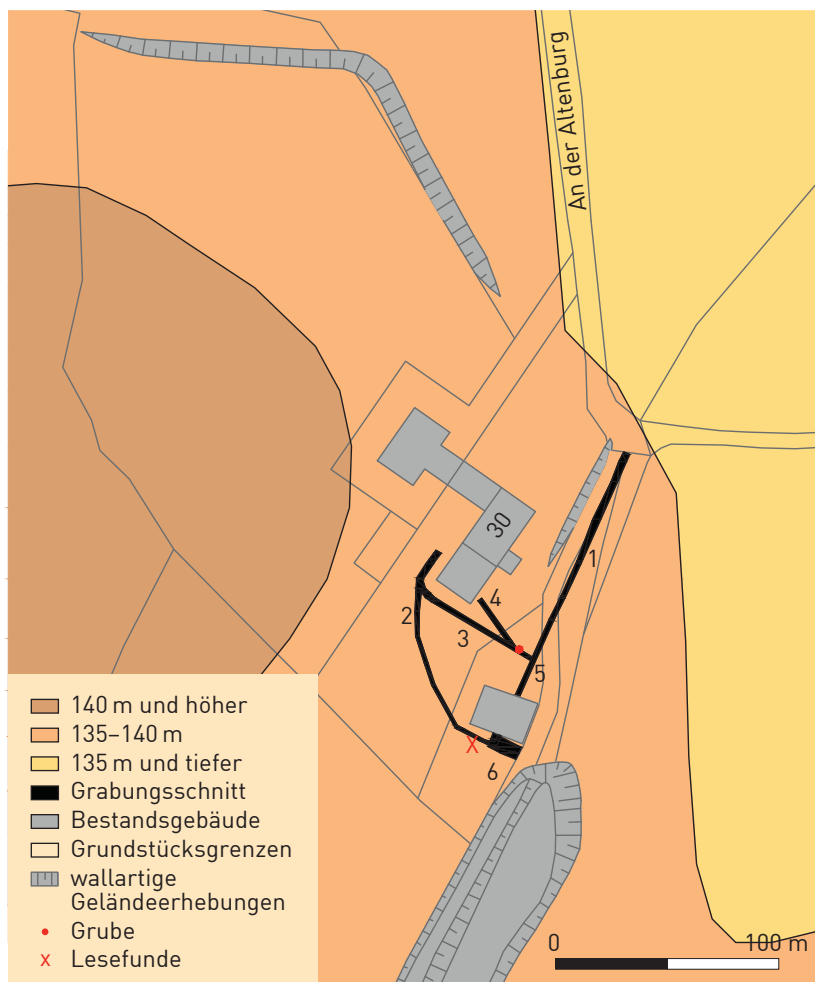 An der Altenburg
30
1
4
2
3
5
6
140 m und höher
135–140 m
135 m und tiefer
Grabungsschnitt
Bestandsgebäude
Grundstücksgrenzen
wallartige
Geländeerhebungen
Grube
x Lesefunde
X
0 100 m